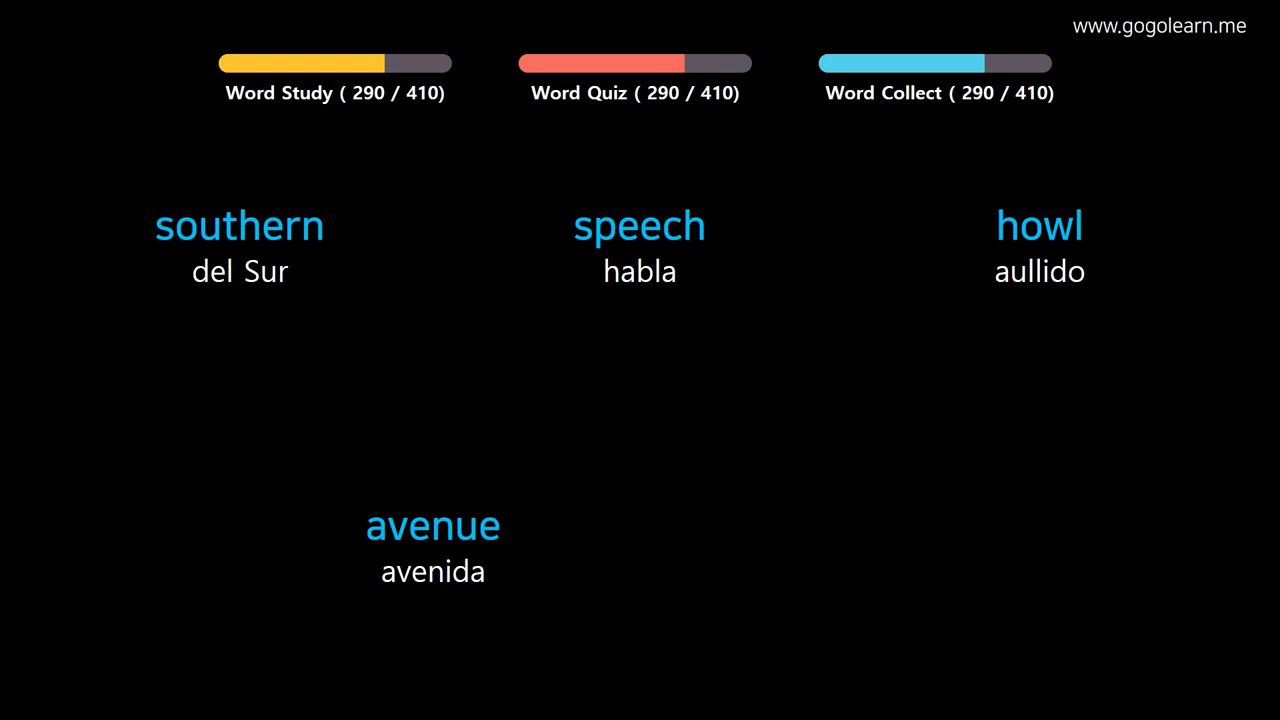 www.gogolearn.me
Word Study ( 290 / 410)
Word Quiz ( 290 / 410)
Word Collect ( 290 / 410)
southern
del Sur
speech
habla
howl
aullido
avenue
avenida